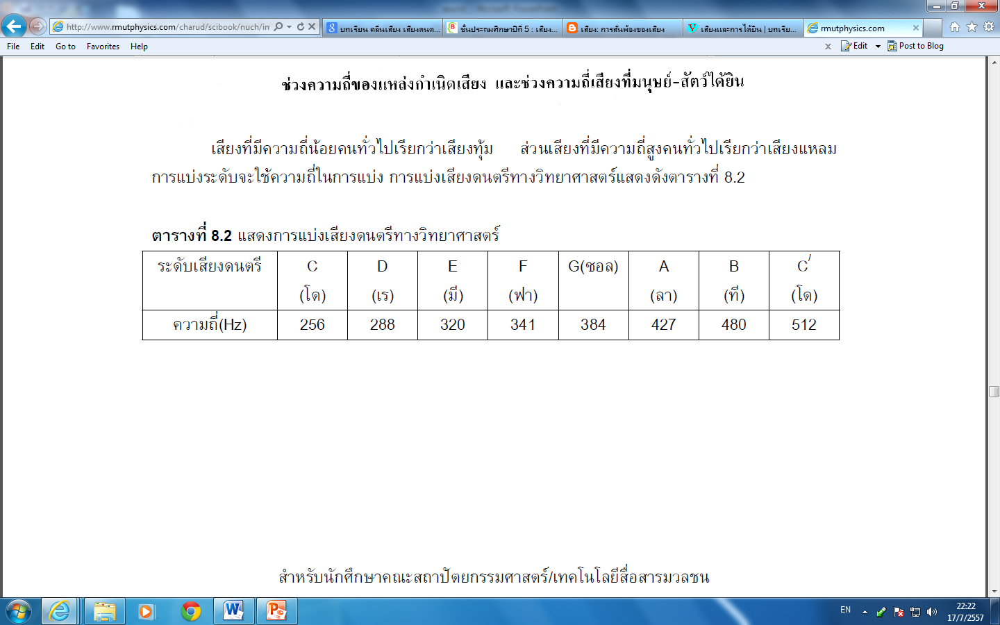 http://www.rmutphysics.com/charud/scibook/nuch/in
บทเรียน คลื่นเสียง เสียงดนต...
ชั้นประถมศึกษาปีที่ 5 : เสียง...
เสียง: การสั่นพ้องของเสียง
เสียงและการได้ยิน | บทเรีย...
rmutphysics.com
File Edit Go to Favorites Help
Edit Post to Blog
ช่วงความถี่ของแหล่งกำเนิดเสียง และช่วงความถี่เสียงที่มนุษย์-สัตว์ได้ยิน
เสียงที่มีความถี่น้อยคนทั่วไปเรียกว่าเสียงทุ้ม ส่วนเสียงที่มีความถี่สูงคนทั่วไปเรียกว่าเสียงแหลม
การแบ่งระดับจะใช้ความถี่ในการแบ่ง การแบ่งเสียงดนตรีทางวิทยาศาสตร์แสดงดังตารางที่ 8.2
ตารางที่ 8.2 แสดงการแบ่งเสียงดนตรีทางวิทยาศาสตร์
ระดับเสียงดนตรี C D E F G(ซอล) A B C/
(โด) (เร) (มี) (ฟา) (ลา) (ที) (โด)
ความถี่(Hz) 256 288 320 341 384 427 480 512
สำหรับนักศึกษาคณะสถาปัตยกรรมศาสตร์/เทคโนโลยีสื่อสารมวลชน
EN
22:22
17/7/2557